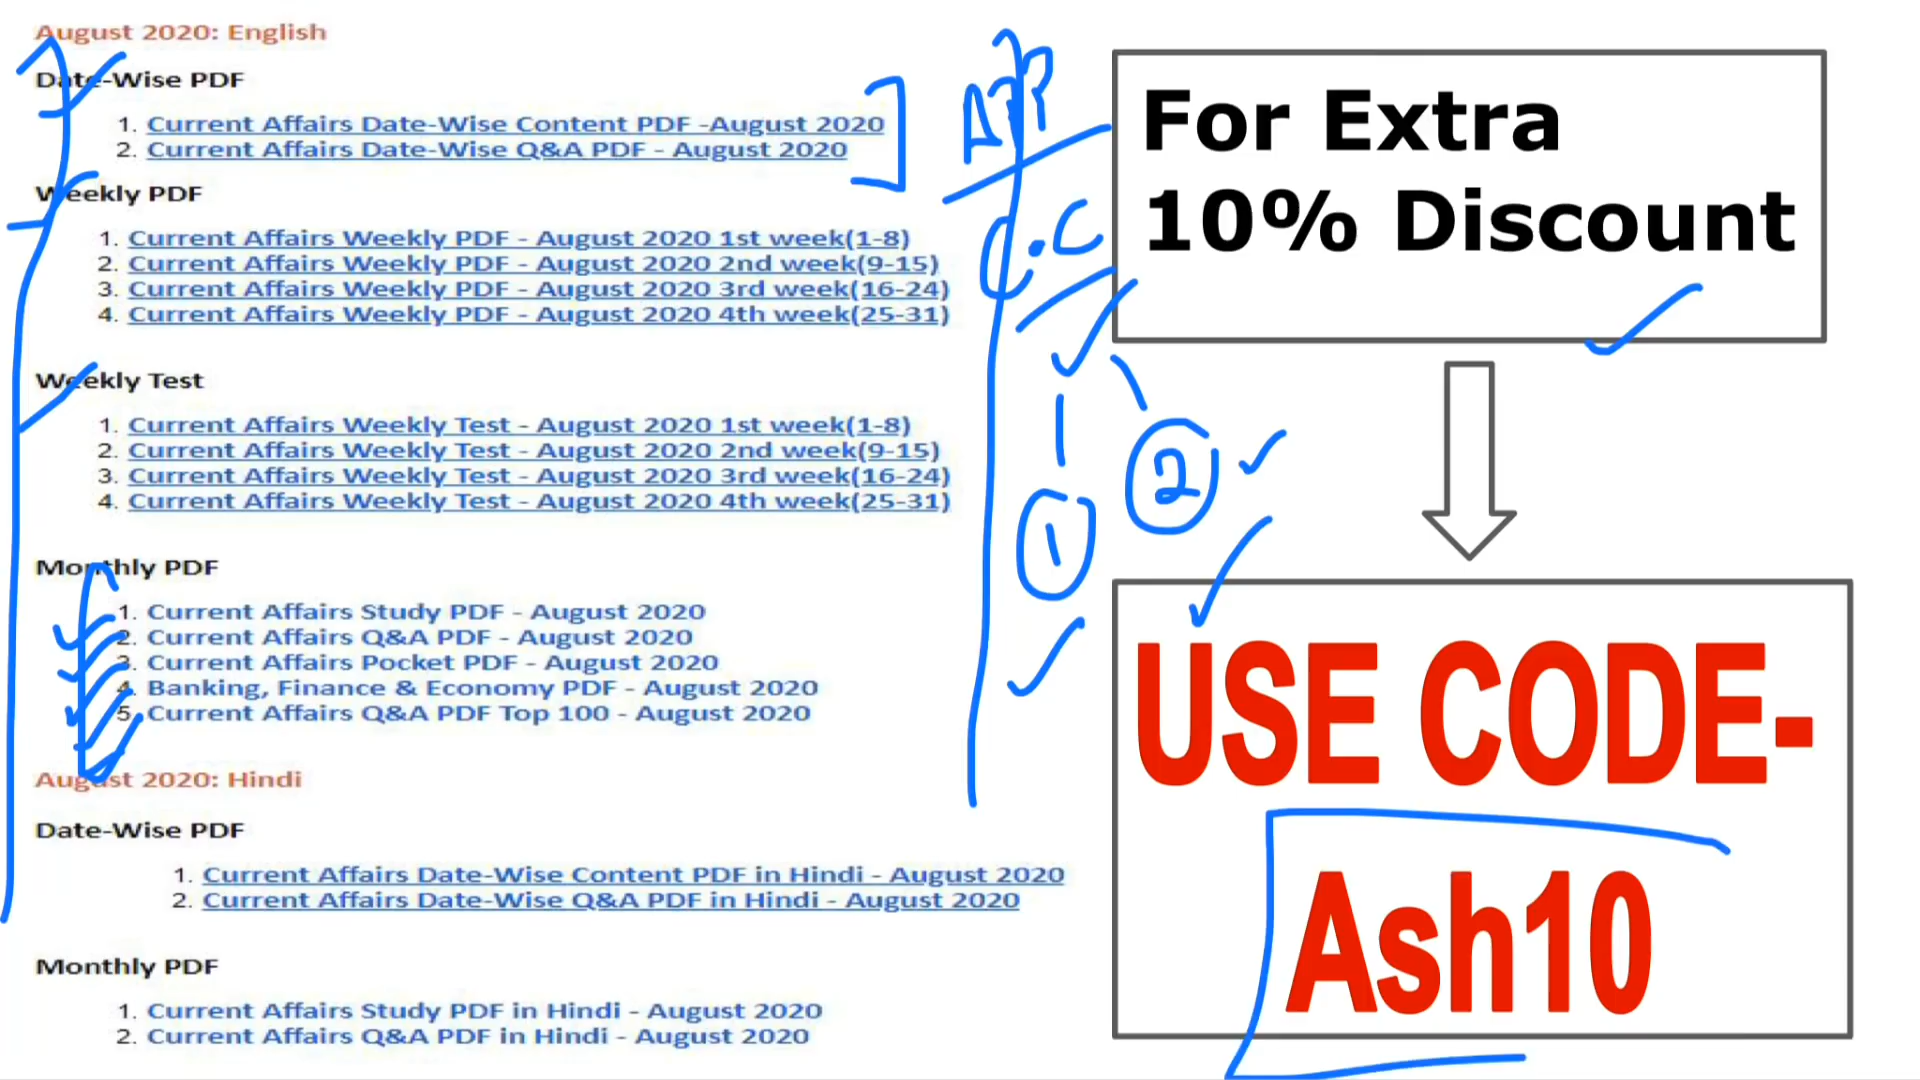 August 2020: English
Date-Wise PDF
1. Current Affairs Date-Wise Content PDF -August 2020
2. Current Affairs Date-Wise Q&A PDF - August 2020
Weekly PDF
1. Current Affairs Weekly PDF - August 2020 1st week(1-8)
2. Current Affairs Weekly PDF - August 2020 2nd week(9-15)
3. Current Affairs Weekly PDF - August 2020 3rd week(16-24)
4. Current Affairs Weekly PDF - August 2020 4th week(25-31)
Weekly Test
1. Current Affairs Weekly Test - August 2020 1st week(1-8)
2. Current Affairs Weekly Test - August 2020 2nd week(9-15)
3. Current Affairs Weekly Test - August 2020 3rd week(16-24)
4. Current Affairs Weekly Test - August 2020 4th week(25-31)
Monthly PDF
1. Current Affairs Study PDF - August 2020
2. Current Affairs Q&A PDF - August 2020
3. Current Affairs Pocket PDF - August 2020
4. Banking, Finance & Economy PDF - August 2020
5. Current Affairs Q&A PDF Top 100 - August 2020
August 2020: Hindi
Date-Wise PDF
1. Current Affairs Date-Wise Content PDF in Hindi - August 2020
2. Current Affairs Date-Wise Q&A PDF in Hindi - August 2020
Monthly PDF
1. Current Affairs Study PDF in Hindi - August 2020
2. Current Affairs Q&A PDF in Hindi - August 2020
C.C
1
2
For Extra
10% Discount
USE CODE-
Ash10